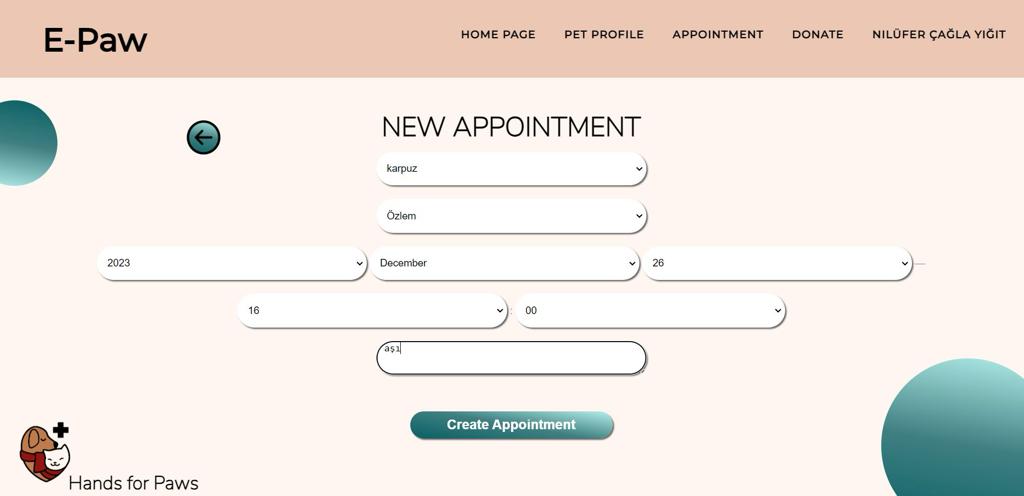 E-Paw
HOME PAGE PET PROFILE APPOINTMENT DONATE NILÜFER ÇAĞLA YIĞIT
NEW APPOINTMENT
karpuz
Özlem
2023 December 26 —
16 : 00
aşı
Create Appointment
Hands for Paws